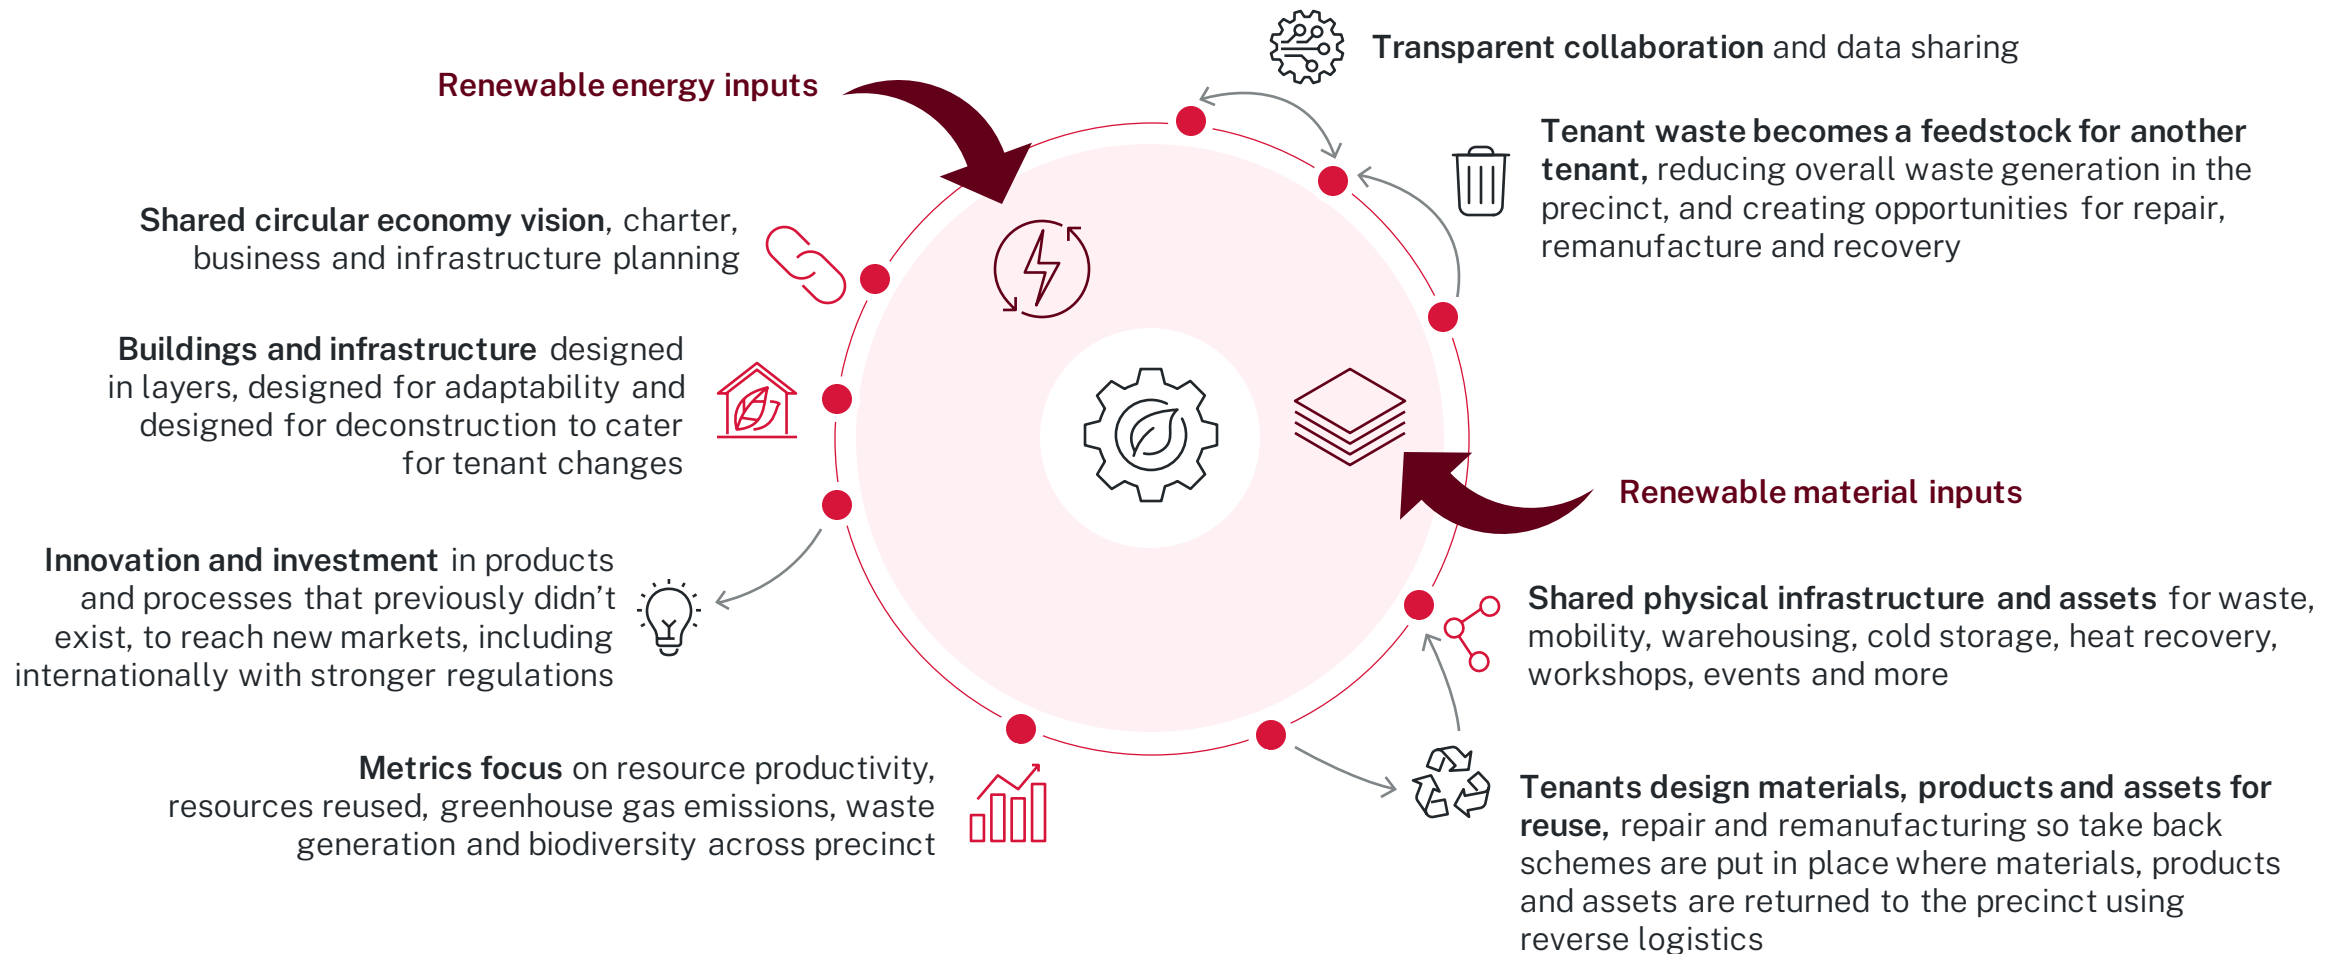 Transparent collaboration and data sharing
Renewable energy inputs
Tenant waste becomes a feedstock for another
tenant, reducing overall waste generation in the
precinct, and creating opportunities for repair,
remanufacture and recovery
Shared circular economy vision, charter,
business and infrastructure planning
Buildings and infrastructure designed
in layers, designed for adaptability and
designed for deconstruction to cater
for tenant changes
Renewable material inputs
Innovation and investment in products
and processes that previously didn’t
exist, to reach new markets, including
internationally with stronger regulations
Shared physical infrastructure and assets for waste,
mobility, warehousing, cold storage, heat recovery,
workshops, events and more
Metrics focus on resource productivity,
resources reused, greenhouse gas emissions, waste
generation and biodiversity across precinct
Tenants design materials, products and assets for
reuse, repair and remanufacturing so take back
schemes are put in place where materials, products
and assets are returned to the precinct using
reverse logistics